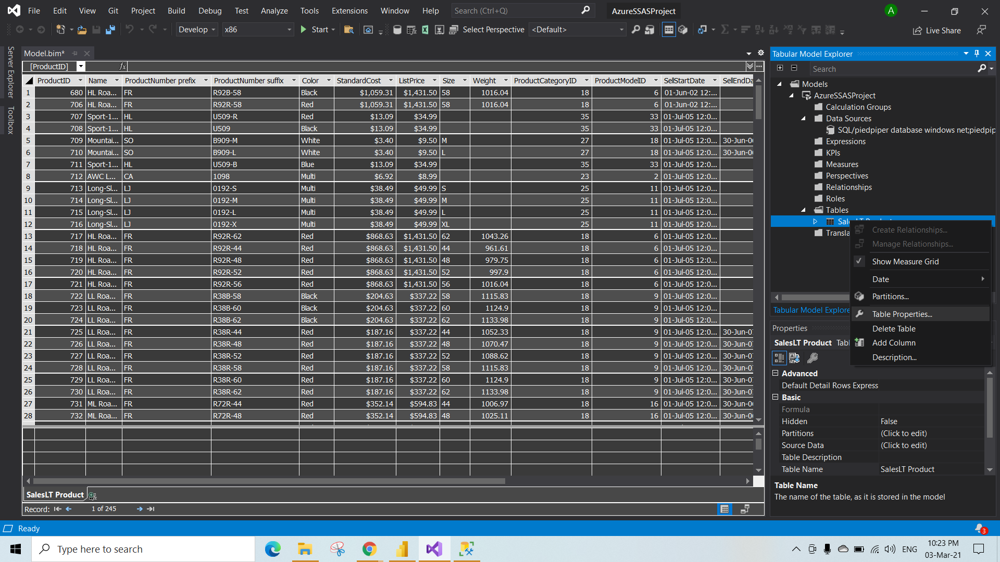 File Edit View Git Project Build Debug Test Analyze Tools Extensions Window Help Search (Ctrl+Q) AzureSSASProject A
Develop x86 Start Select Perspective <Default> Live Share
Server Explorer
Toolbox
Model.bim*
[ProductID] fx
ProductID Name ProductNumber prefix ProductNumber suffix Color StandardCost ListPrice Size Weight ProductCategoryID ProductModelID SellStartDate SellEndDa
1 680 HL Roa... FR R92B-58 Black $1,059.31 $1,431.50 58 1016.04 18 6 01-Jun-02 12:...
2 706 HL Roa... FR R92R-58 Red $1,059.31 $1,431.50 58 1016.04 18 6 01-Jun-02 12:...
3 707 Sport-1... HL U509-R Red $13.09 $34.99 35 33 01-Jul-05 12:0...
4 708 Sport-1... HL U509 Black $13.09 $34.99 35 33 01-Jul-05 12:0...
5 709 Mountai... SO B909-M White $3.40 $9.50 M 27 18 01-Jul-05 12:0... 30-Jun-06
6 710 Mountai... SO B909-L White $3.40 $9.50 L 27 18 01-Jul-05 12:0... 30-Jun-06
7 711 Sport-1... HL U509-B Blue $13.09 $34.99 35 33 01-Jul-05 12:0...
8 712 AWC L... CA 1098 Multi $6.92 $8.99 23 2 01-Jul-05 12:0...
9 713 Long-Sl... LJ 0192-S Multi $38.49 $49.99 S 25 11 01-Jul-05 12:0...
10 714 Long-Sl... LJ 0192-M Multi $38.49 $49.99 M 25 11 01-Jul-05 12:0...
11 715 Long-Sl... LJ 0192-L Multi $38.49 $49.99 L 25 11 01-Jul-05 12:0...
12 716 Long-Sl... LJ 0192-X Multi $38.49 $49.99 XL 25 11 01-Jul-05 12:0...
13 717 HL Roa... FR R92R-62 Red $868.63 $1,431.50 62 1043.26 18 6 01-Jul-05 12:0...
14 718 HL Roa... FR R92R-44 Red $868.63 $1,431.50 44 961.61 18 6 01-Jul-05 12:0...
15 719 HL Roa... FR R92R-48 Red $868.63 $1,431.50 48 979.75 18 6 01-Jul-05 12:0...
16 720 HL Roa... FR R92R-52 Red $868.63 $1,431.50 52 997.9 18 6 01-Jul-05 12:0...
17 721 HL Roa... FR R92R-56 Red $868.63 $1,431.50 56 1016.04 18 6 01-Jul-05 12:0...
18 722 LL Roa... FR R38B-58 Black $204.63 $337.22 58 1115.83 18 9 01-Jul-05 12:0...
19 723 LL Roa... FR R38B-60 Black $204.63 $337.22 60 1124.9 18 9 01-Jul-05 12:0...
20 724 LL Roa... FR R38B-62 Black $204.63 $337.22 62 1133.98 18 9 01-Jul-05 12:0...
21 725 LL Roa... FR R38R-44 Red $187.16 $337.22 44 1052.33 18 9 01-Jul-05 12:0... 30-Jun-07
22 726 LL Roa... FR R38R-48 Red $187.16 $337.22 48 1070.47 18 9 01-Jul-05 12:0... 30-Jun-07
23 727 LL Roa... FR R38R-52 Red $187.16 $337.22 52 1088.62 18 9 01-Jul-05 12:0... 30-Jun-07
24 728 LL Roa... FR R38R-58 Red $187.16 $337.22 58 1115.83 18 9 01-Jul-05 12:0... 30-Jun-07
25 729 LL Roa... FR R38R-60 Red $187.16 $337.22 60 1124.9 18 9 01-Jul-05 12:0... 30-Jun-07
26 730 LL Roa... FR R38R-62 Red $187.16 $337.22 62 1133.98 18 9 01-Jul-05 12:0... 30-Jun-07
27 731 ML Roa... FR R72R-44 Red $352.14 $594.83 44 1006.97 18 16 01-Jul-05 12:0... 30-Jun-06
28 732 ML Roa... FR R72R-48 Red $352.14 $594.83 48 1025.11 18 16 01-Jul-05 12:0... 30-Jun-06
SalesLT Product
Record: 1 of 245
Tabular Model Explorer
Search
Models
AzureSSASProject
Calculation Groups
Data Sources
SQL/piedpiper database windows net;piedpip
Expressions
KPIs
Measures
Perspectives
Relationships
Roles
Tables
Transla
Create Relationships...
Manage Relationships...
Show Measure Grid
Date
Partitions...
Table Properties...
Delete Table
Add Column
Description...
Tabular Model Explore
Properties
SalesLT Product Tabl
Advanced
Default Detail Rows Express
Basic
Formula
Hidden False
Partitions (Click to edit)
Source Data (Click to edit)
Table Description
Table Name SalesLT Product
Table Name
The name of the table, as it is stored in the model
Ready 3
Type here to search ENG 10:23 PM
03-Mar-21